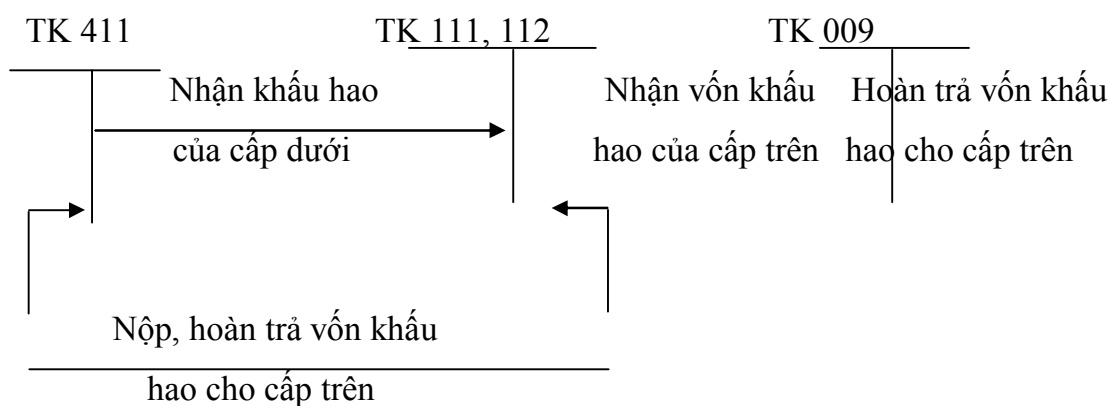 TK 411 TK 111, 112 TK 009
Nhận khấu hao Nhận vốn khấu Hoàn trả vốn khấu
của cấp dưới hao của cấp trên hao cho cấp trên
Nộp, hoàn trả vốn khấu
hao cho cấp trên